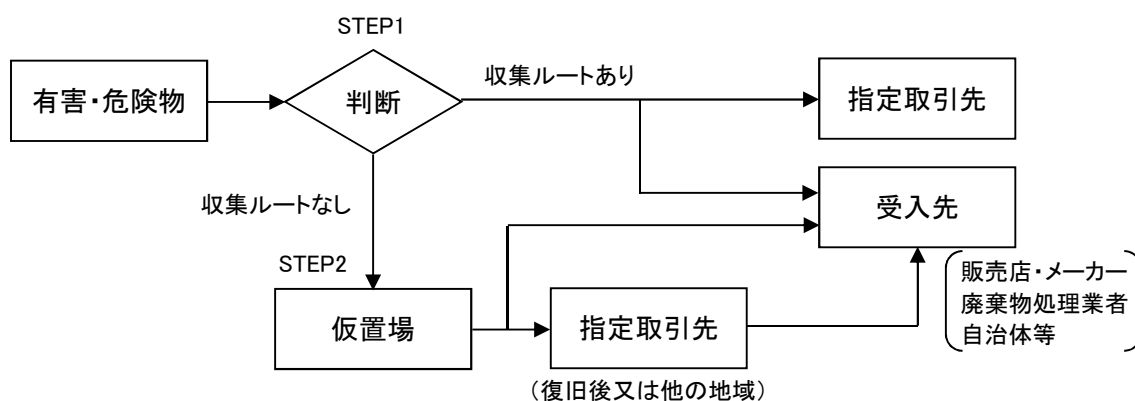 STEP1
有害・危険物
判断
収集ルートあり
指定取引先
収集ルートなし
受入先
STEP2
販売店・メーカー
廃棄物処理業者
自治体等
仮置場
指定取引先
（復旧後又は他の地域）